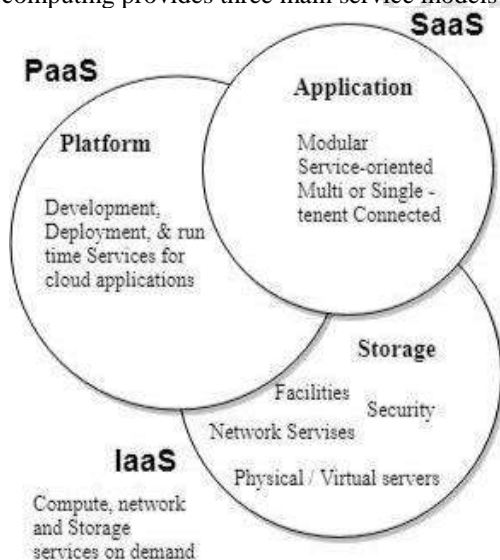 computing provides three main service models
SaaS
PaaS
Application
Modular
Service-oriented
Multi or Single -
tenent Connected
Platform
Development,
Deployment, & run
time Services for
cloud applications
Storage
Facilities
Security
Network Servises
Physical / Virtual servers
IaaS
Compute, network
and Storage
services on demand